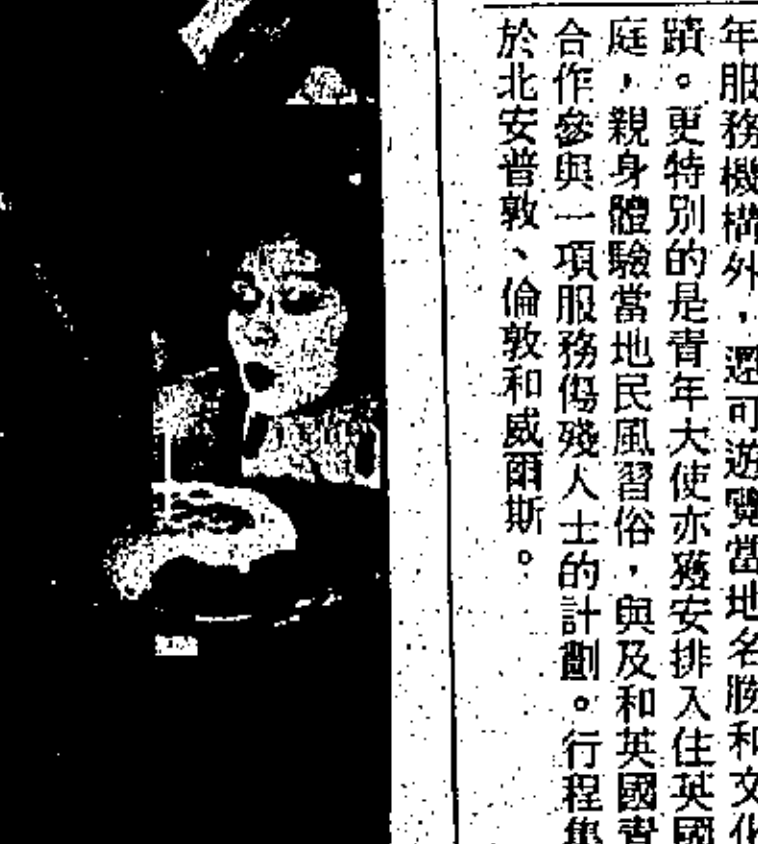 年服務機構外，還可遊覽當地名勝和文化
蹟。更特別的是青年大使亦獲安排入住英國
庭，親身體驗當地民風習俗，與及和英國青
合作參與一項服務傷殘人士的計劃。行程集
於北安普敦、倫敦和威爾斯。